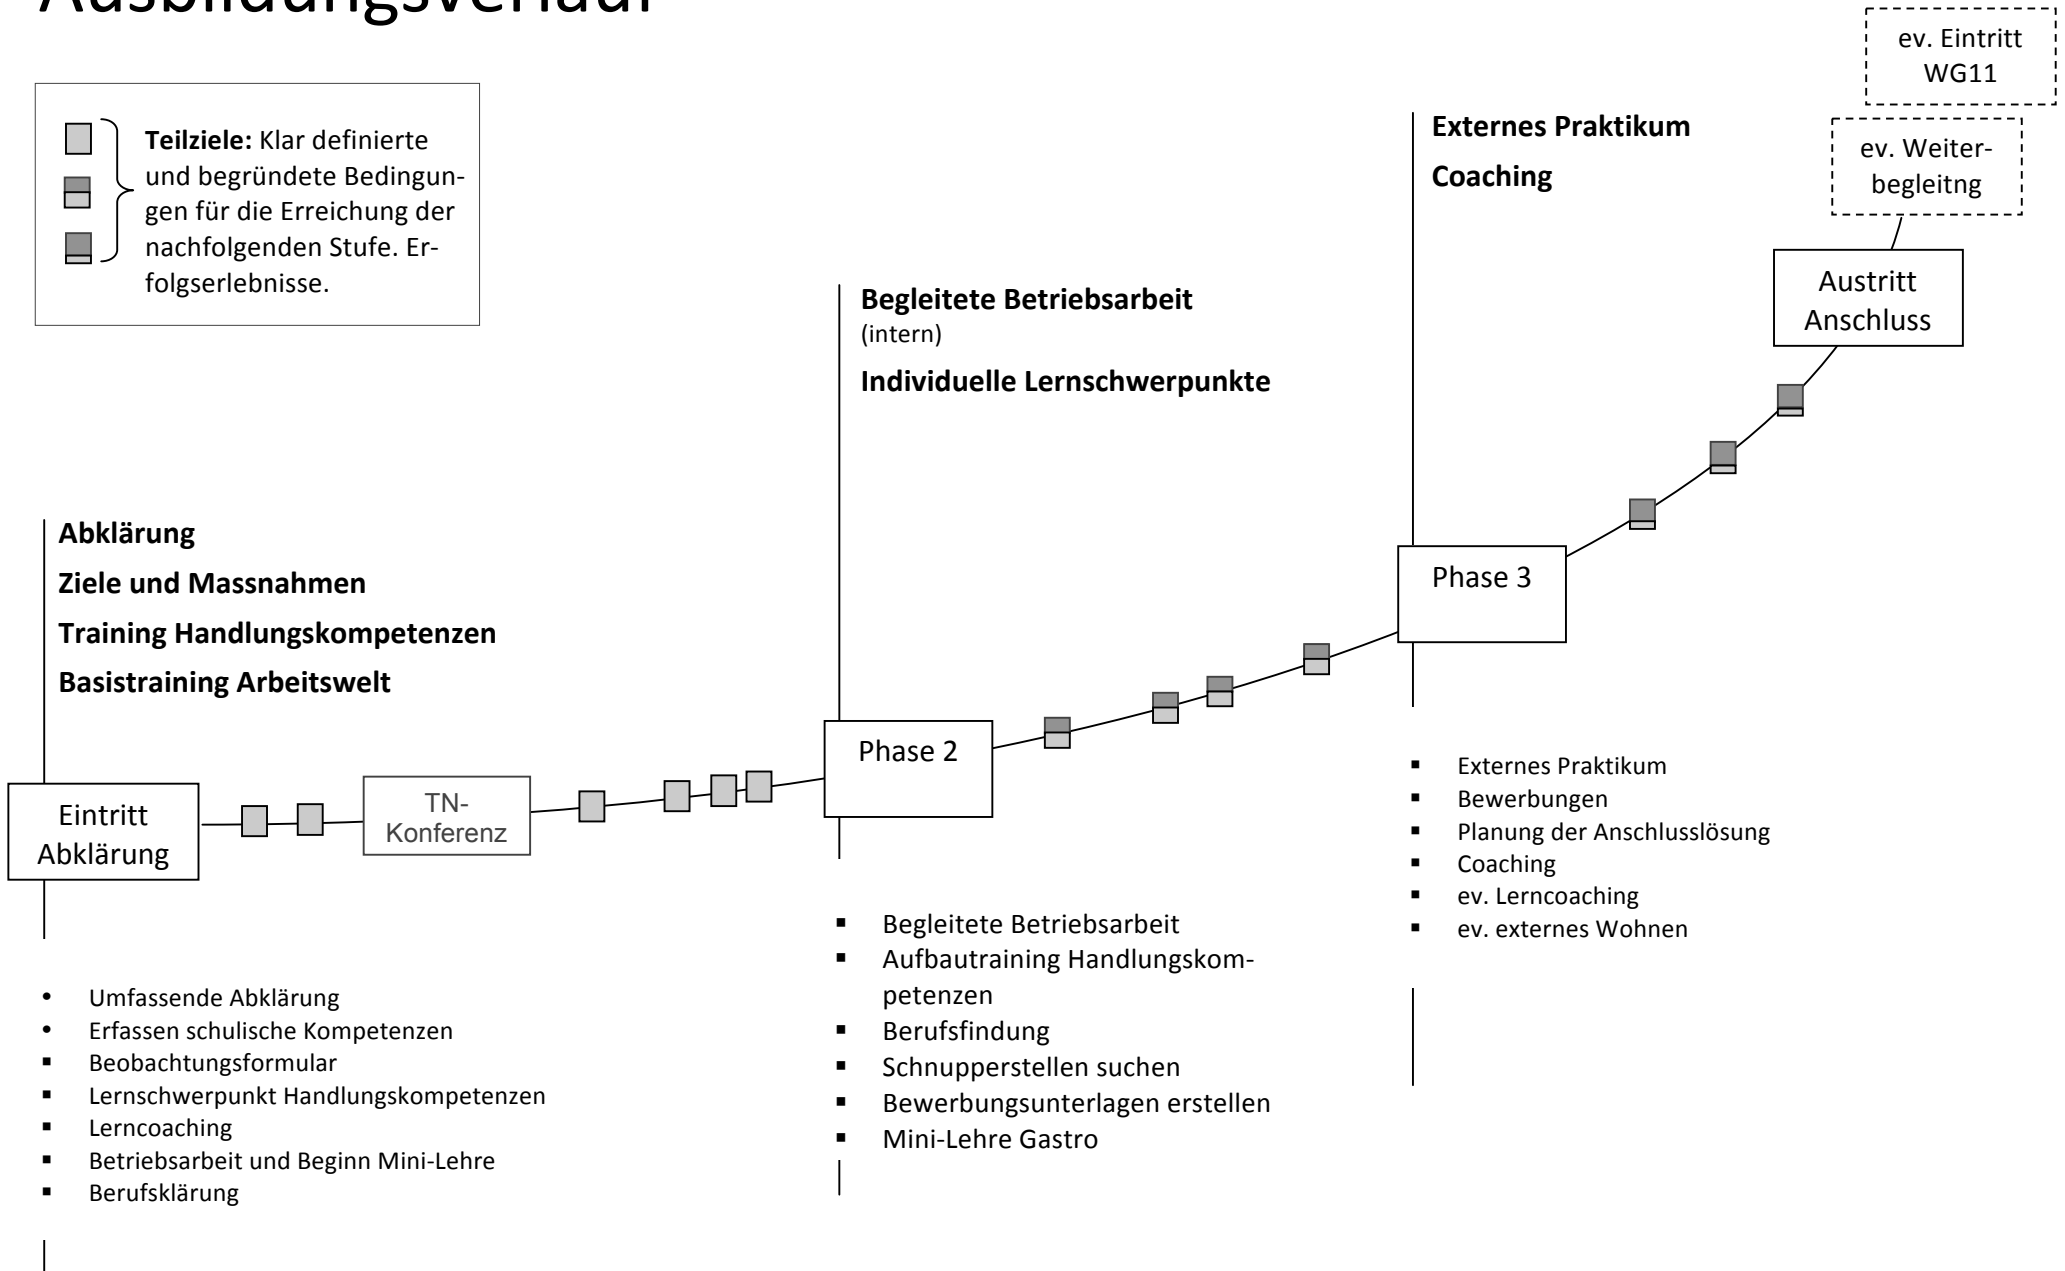 Ausbildungsverlauf
ev. Eintritt
WG11
ev. Weiter-
begleitng
Teilziele: Klar definierte
und begründete Bedingun-
gen für die Erreichung der
nachfolgenden Stufe. Er-
folgserlebnisse.
Externes Praktikum
Coaching
Austritt
Anschluss
Begleitete Betriebsarbeit
(intern)
Individuelle Lernschwerpunkte
Abklärung
Ziele und Massnahmen
Training Handlungskompetenzen
Basistraining Arbeitswelt
Eintritt
Abklärung
TN-
Konferenz
Phase 2
Phase 3
• Umfassende Abklärung
• Erfassen schulische Kompetenzen
▪ Beobachtungsformular
▪ Lernschwerpunkt Handlungskompetenzen
▪ Lerncoaching
▪ Betriebsarbeit und Beginn Mini-Lehre
▪ Berufsklärung
▪ Begleitete Betriebsarbeit
▪ Aufbautraining Handlungskom-
petenzen
▪ Berufsfindung
▪ Schnupperstellen suchen
▪ Bewerbungsunterlagen erstellen
▪ Mini-Lehre Gastro
▪ Externes Praktikum
▪ Bewerbungen
▪ Planung der Anschlusslösung
▪ Coaching
▪ ev. Lerncoaching
▪ ev. externes Wohnen